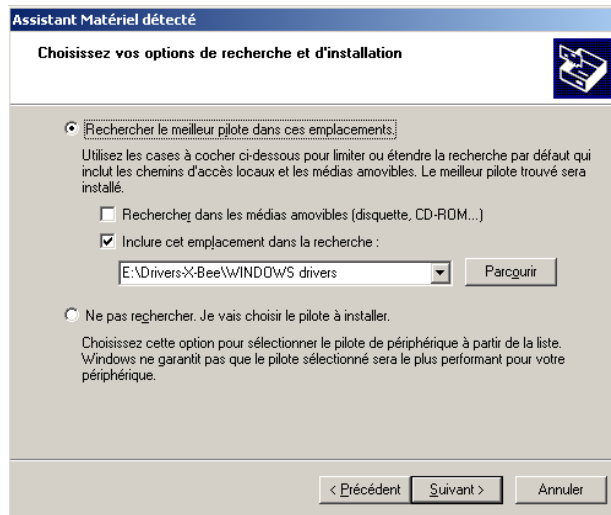 Assistant Matériel détecté
Choisissez vos options de recherche et d'installation
Rechercher le meilleur pilote dans ces emplacements.
Utilisez les cases à cocher ci-dessous pour limiter ou étendre la recherche par défaut qui
inclut les chemins d'accès locaux et les médias amovibles. Le meilleur pilote trouvé sera
installé.
Rechercher dans les médias amovibles (disquette, CD-ROM...)
Inclure cet emplacement dans la recherche :
E:\Drivers-X-Bee\WINDOWS drivers
Parcourir
Ne pas rechercher. Je vais choisir le pilote à installer.
Choisissez cette option pour sélectionner le pilote de périphérique à partir de la liste.
Windows ne garantit pas que le pilote sélectionné sera le plus performant pour votre
périphérique.
< Précédent
Suivant >
Annuler